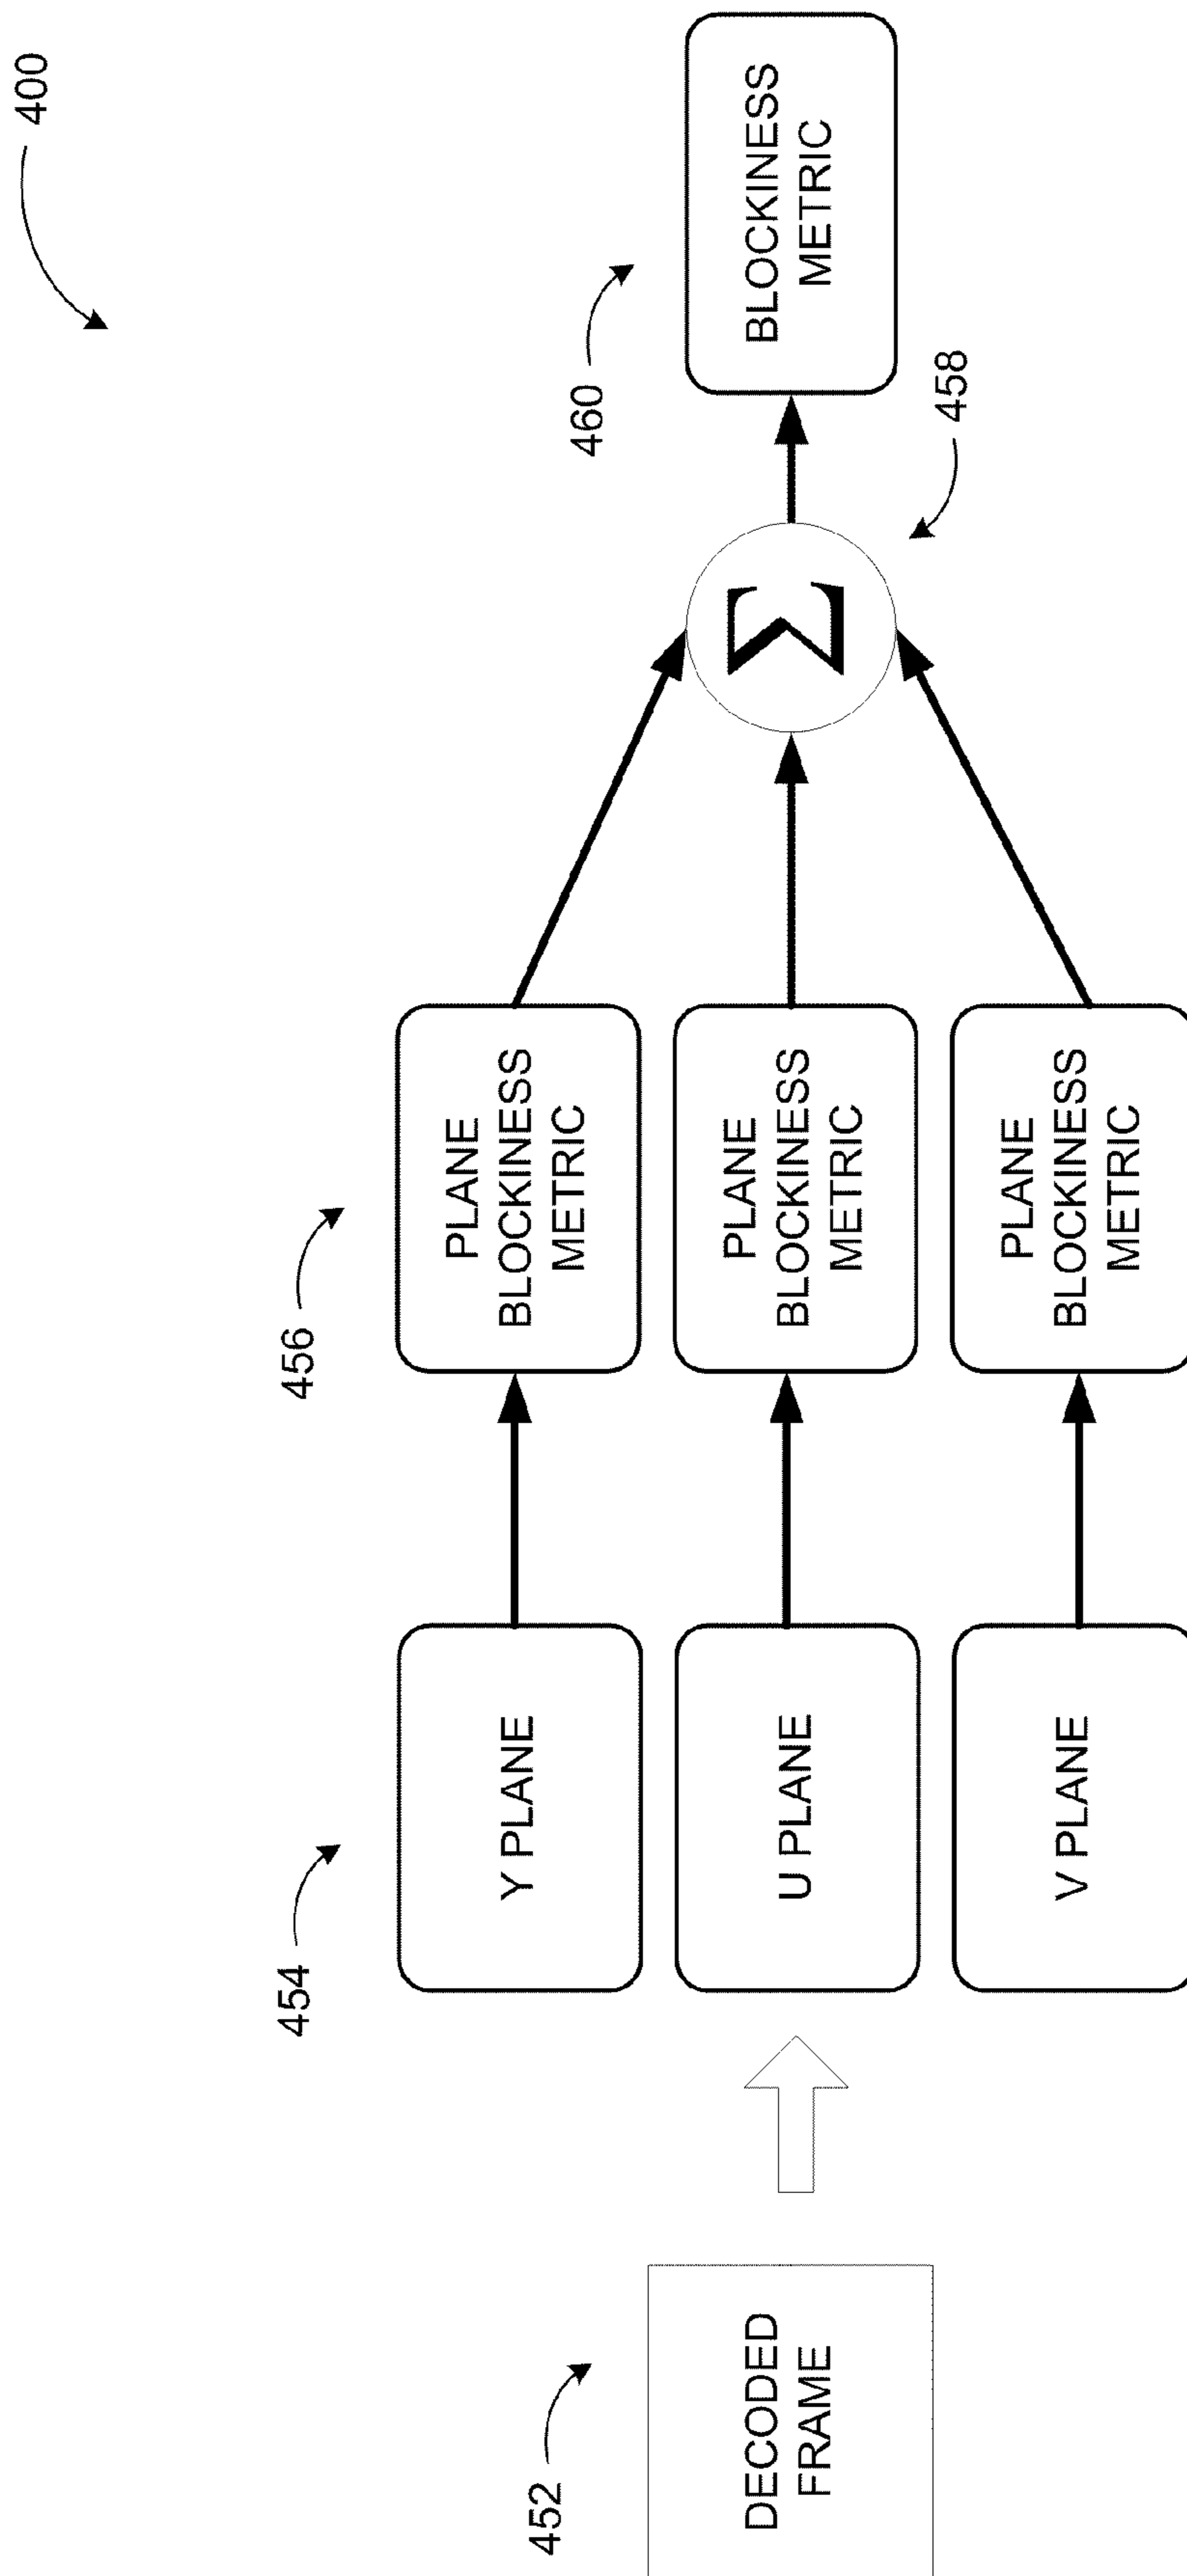 400
452
DECODED
FRAME
454
Y PLANE
U PLANE
V PLANE
456
PLANE
BLOCKINESS
METRIC
PLANE
BLOCKINESS
METRIC
PLANE
BLOCKINESS
METRIC
Σ
458
460
BLOCKINESS
METRIC